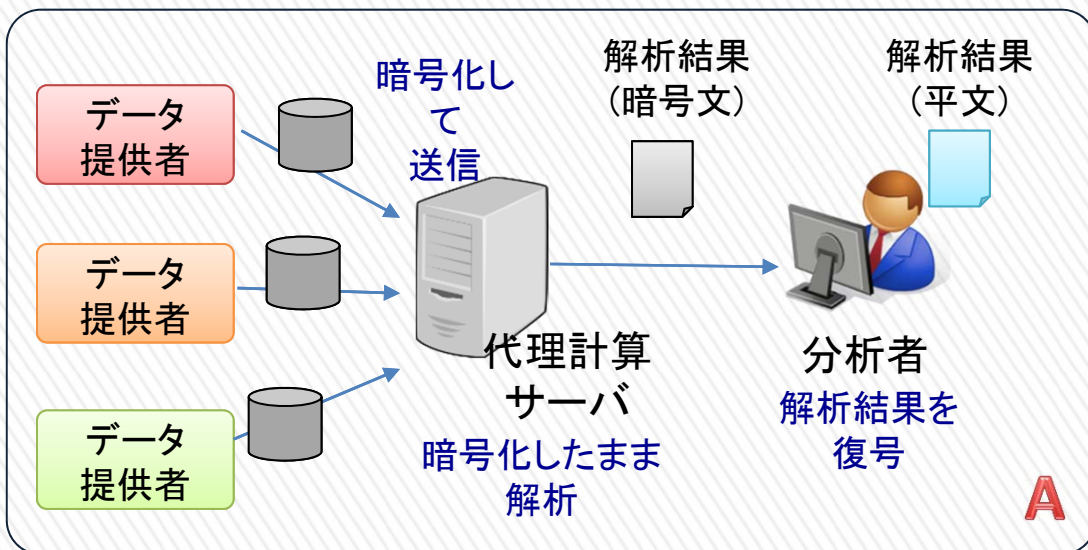 データ
提供者
データ
提供者
データ
提供者
暗号化し
て
送信
代理計算
サーバ
暗号化したまま
解析
解析結果
(暗号文)
解析結果
(平文)
分析者
解析結果を
復号
A